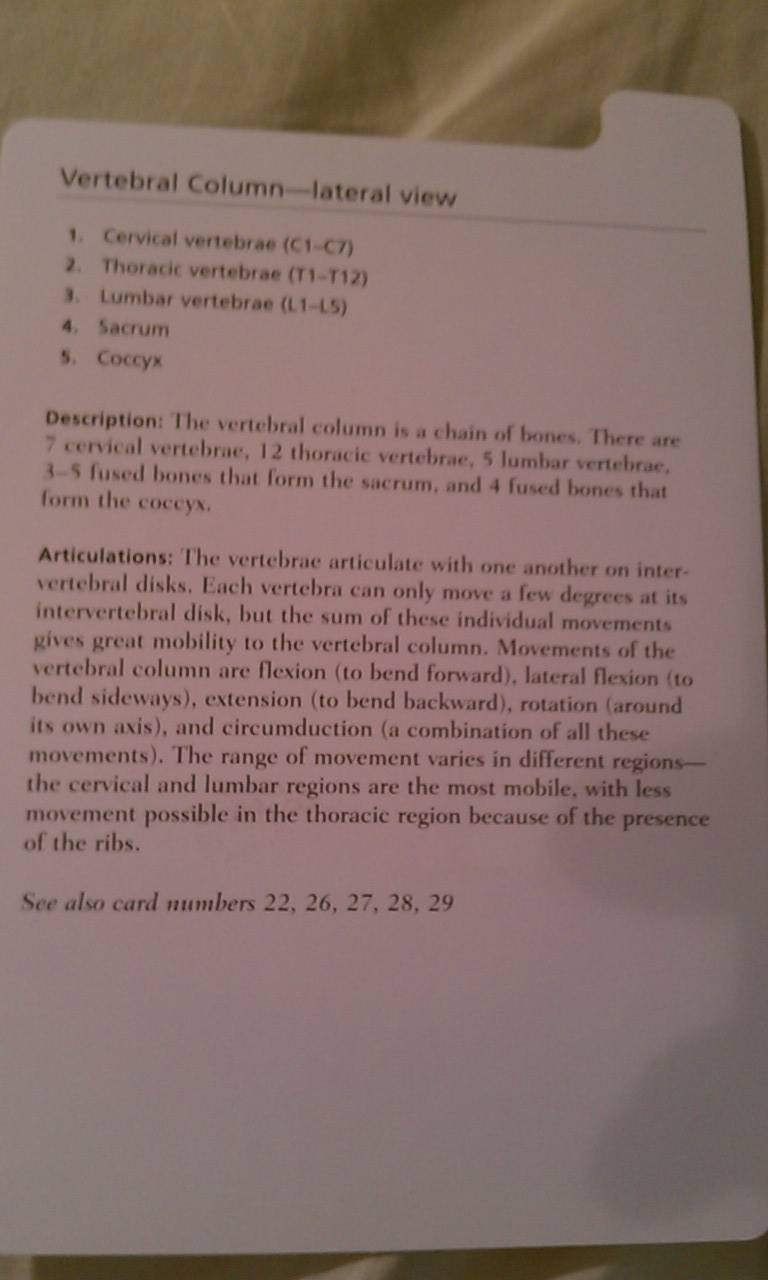 Vertebral Column—lateral view
1. Cervical vertebrae (C1–C7)
2. Thoracic vertebrae (T1–T12)
3. Lumbar vertebrae (L1–L5)
4. Sacrum
5. Coccyx
Description: The vertebral column is a chain of bones. There are
7 cervical vertebrae, 12 thoracic vertebrae, 5 lumbar vertebrae,
3–5 fused bones that form the sacrum, and 4 fused bones that
form the coccyx.
Articulations: The vertebrae articulate with one another on inter-
vertebral disks. Each vertebra can only move a few degrees at its
intervertebral disk, but the sum of these individual movements
gives great mobility to the vertebral column. Movements of the
vertebral column are flexion (to bend forward), lateral flexion (to
bend sideways), extension (to bend backward), rotation (around
its own axis), and circumduction (a combination of all these
movements). The range of movement varies in different regions—
the cervical and lumbar regions are the most mobile, with less
movement possible in the thoracic region because of the presence
of the ribs.
See also card numbers 22, 26, 27, 28, 29